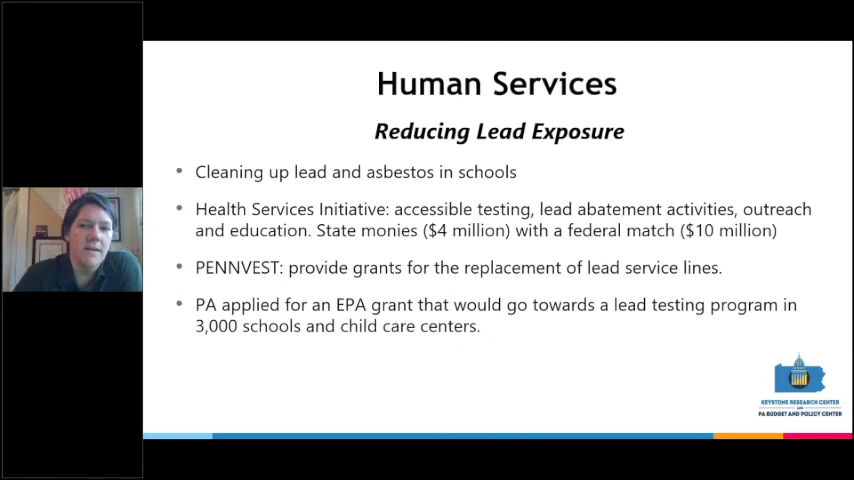 Human Services
Reducing Lead Exposure
• Cleaning up lead and asbestos in schools
• Health Services Initiative: accessible testing, lead abatement activities, outreach
and education. State monies ($4 million) with a federal match ($10 million)
• PENNVEST: provide grants for the replacement of lead service lines.
• PA applied for an EPA grant that would go towards a lead testing program in
3,000 schools and child care centers.
KEYSTONE RESEARCH CENTER
AND
PA BUDGET AND POLICY CENTER